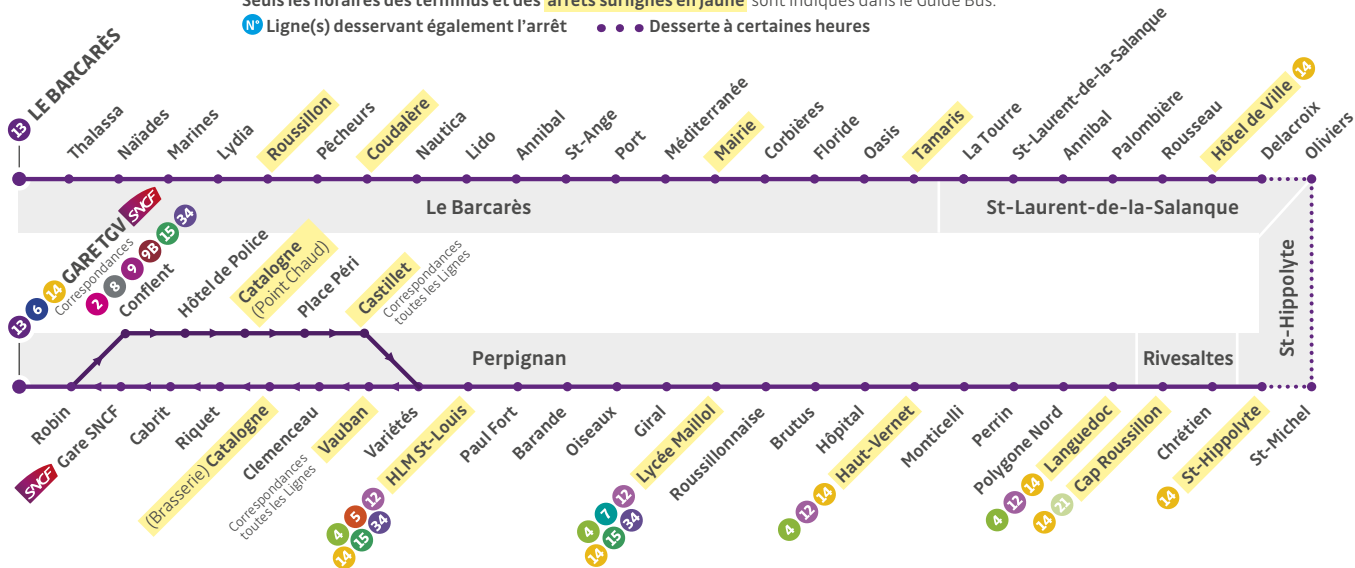 Seuls les horaires des terminus et des arrêts surlignés en jaune sont indiqués dans le Guide Bus.
N° Ligne(s) desservant également l'arrêt
Desserte à certaines heures
13 LE BARCARÈS
Thalassa
Naïades
Marines
Lydia
Roussillon
Pêcheurs
Coudalère
Nautica
Lido
Annibal
St-Ange
Port
Méditerranée
Mairie
Corbières
Floride
Oasis
Tamaris
La Tourre
St-Laurent-de-la-Salanque
Annibal
Palombière
Rousseau
Hôtel de Ville 14
Delacroix
Oliviers
Le Barcarès
St-Laurent-de-la-Salanque
St-Hippolyte
13 6 14 GARE TGV SNCF
Correspondances
2 8 9 9B 15 34
Conflent
Hôtel de Police
Catalogne
(Point Chaud)
Place Péri
Castillet
Correspondances
toutes les Lignes
Perpignan
Rivesaltes
Robin
SNCF Gare SNCF
Cabrit
Riquet
(Brasserie) Catalogne
Clemenceau
Vauban
Correspondances
toutes les Lignes
Variétés
HLM St-Louis
4 5 12
14 15 34
Paul Fort
Barande
Oiseaux
Giral
Lycée Maillol
4 7 12
14 15 34
Roussillonnaise
Brutus
Hôpital
4 12 14 Haut-Vernet
Monticelli
Perrin
Polygone Nord
4 12 14 Languedoc
14 21 Cap Roussillon
Chrétien
14 St-Hippolyte
St-Michel